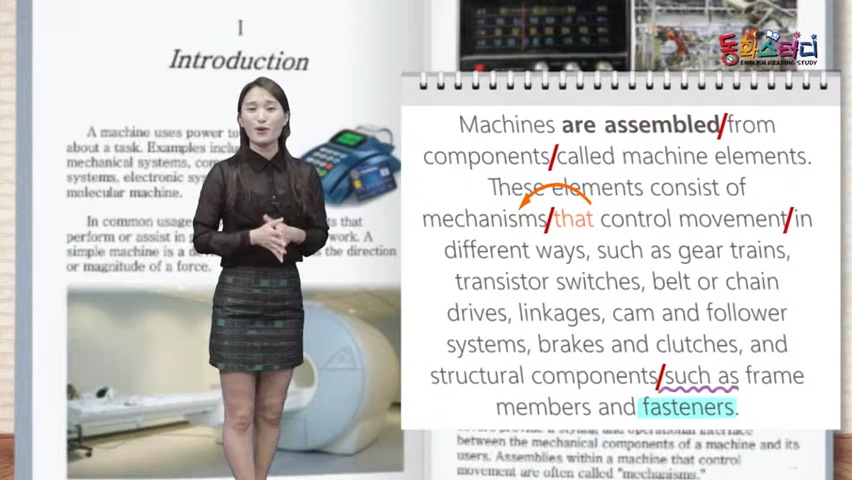 I
Introduction
A machine uses power to
about a task. Examples
mechanical systems,
systems, electronic
molecular machine.
In common usage
that
perform or assist in
work. A
simple machine is a
the direction
or magnitude of a force.
동화스터디
ENGLISH READING STUDY
Machines are assembled/from
components/called machine elements.
These elements consist of
mechanisms/that control movement/in
different ways, such as gear trains,
transistor switches, belt or chain
drives, linkages, cam and follower
systems, brakes and clutches, and
structural components/such as frame
members and fasteners.
between the mechanical components of a machine and its
users. Assemblies within a machine that control
movement are often called "mechanisms."